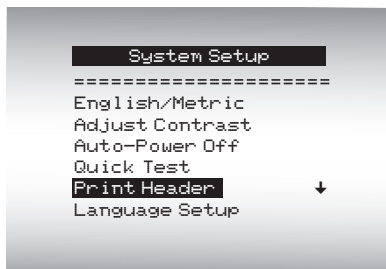 System Setup
=====================
English/Metric
Adjust Contrast
Auto-Power Off
Quick Test
Print Header ↓
Language Setup